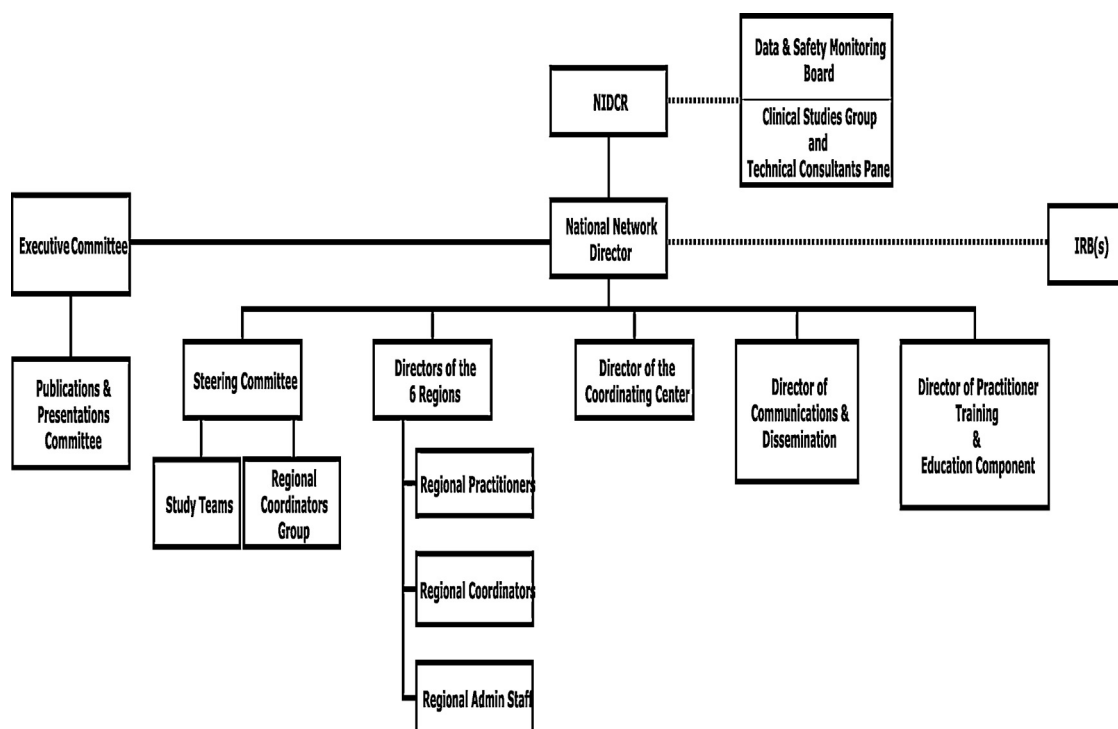 Data & Safety Monitoring
Board
NIDCR
Clinical Studies Group
and
Technical Consultants Pane
Executive Committee
National Network
Director
IRB(s)
Publications &
Presentations
Committee
Steering Committee
Directors of the
6 Regions
Director of the
Coordinating Center
Director of
Communications &
Dissemination
Director of Practitioner
Training
&
Education Component
Study Teams
Regional
Coordinators
Group
Regional Practitioners
Regional Coordinators
Regional Admin Staff